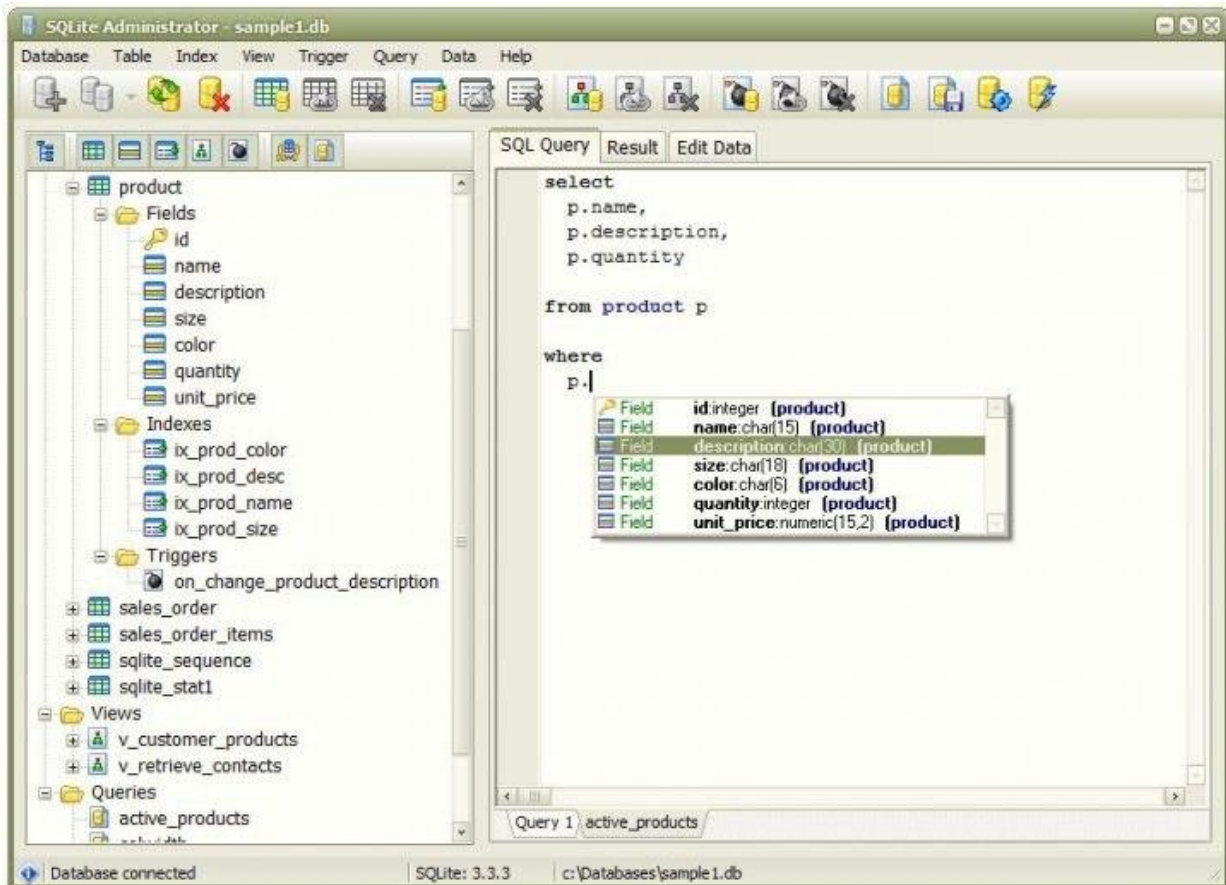 SQLite Administrator - sample1.db
Database Table Index View Trigger Query Data Help
product
Fields
id
name
description
size
color
quantity
unit_price
Indexes
ix_prod_color
ix_prod_desc
ix_prod_name
ix_prod_size
Triggers
on_change_product_description
sales_order
sales_order_items
sqlite_sequence
sqlite_stat1
Views
v_customer_products
v_retrieve_contacts
Queries
active_products
SQL Query Result Edit Data
select
p.name,
p.description,
p.quantity
from product p
where
p.
Field id:integer (product)
Field name:char(15) (product)
Field description:char(30) (product)
Field size:char(18) (product)
Field color:char(6) (product)
Field quantity:integer (product)
Field unit_price:numeric(15,2) (product)
Query 1 active_products
Database connected SQLite: 3.3.3 c:\Databases\sample1.db